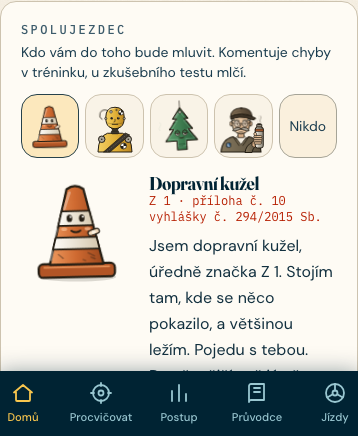 SPOLUJEZDEC
Kdo vám do toho bude mluvit. Komentuje chyby
v tréninku, u zkušebního testu mlčí.
Nikdo
Dopravní kužel
Z 1 · příloha č. 10
vyhlášky č. 294/2015 Sb.
Jsem dopravní kužel,
úředně značka Z 1. Stojím
tam, kde se něco
pokazilo, a většinou
ležím. Pojedu s tebou.
Domů
Procvičovat
Postup
Průvodce
Jízdy